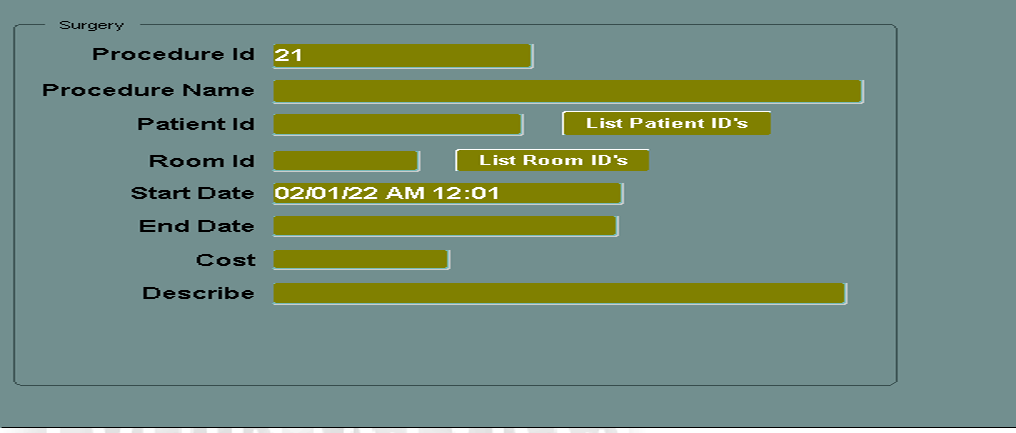 Surgery
Procedure Id 21
Procedure Name
Patient Id List Patient ID's
Room Id List Room ID's
Start Date 02/01/22 AM 12:01
End Date
Cost
Describe